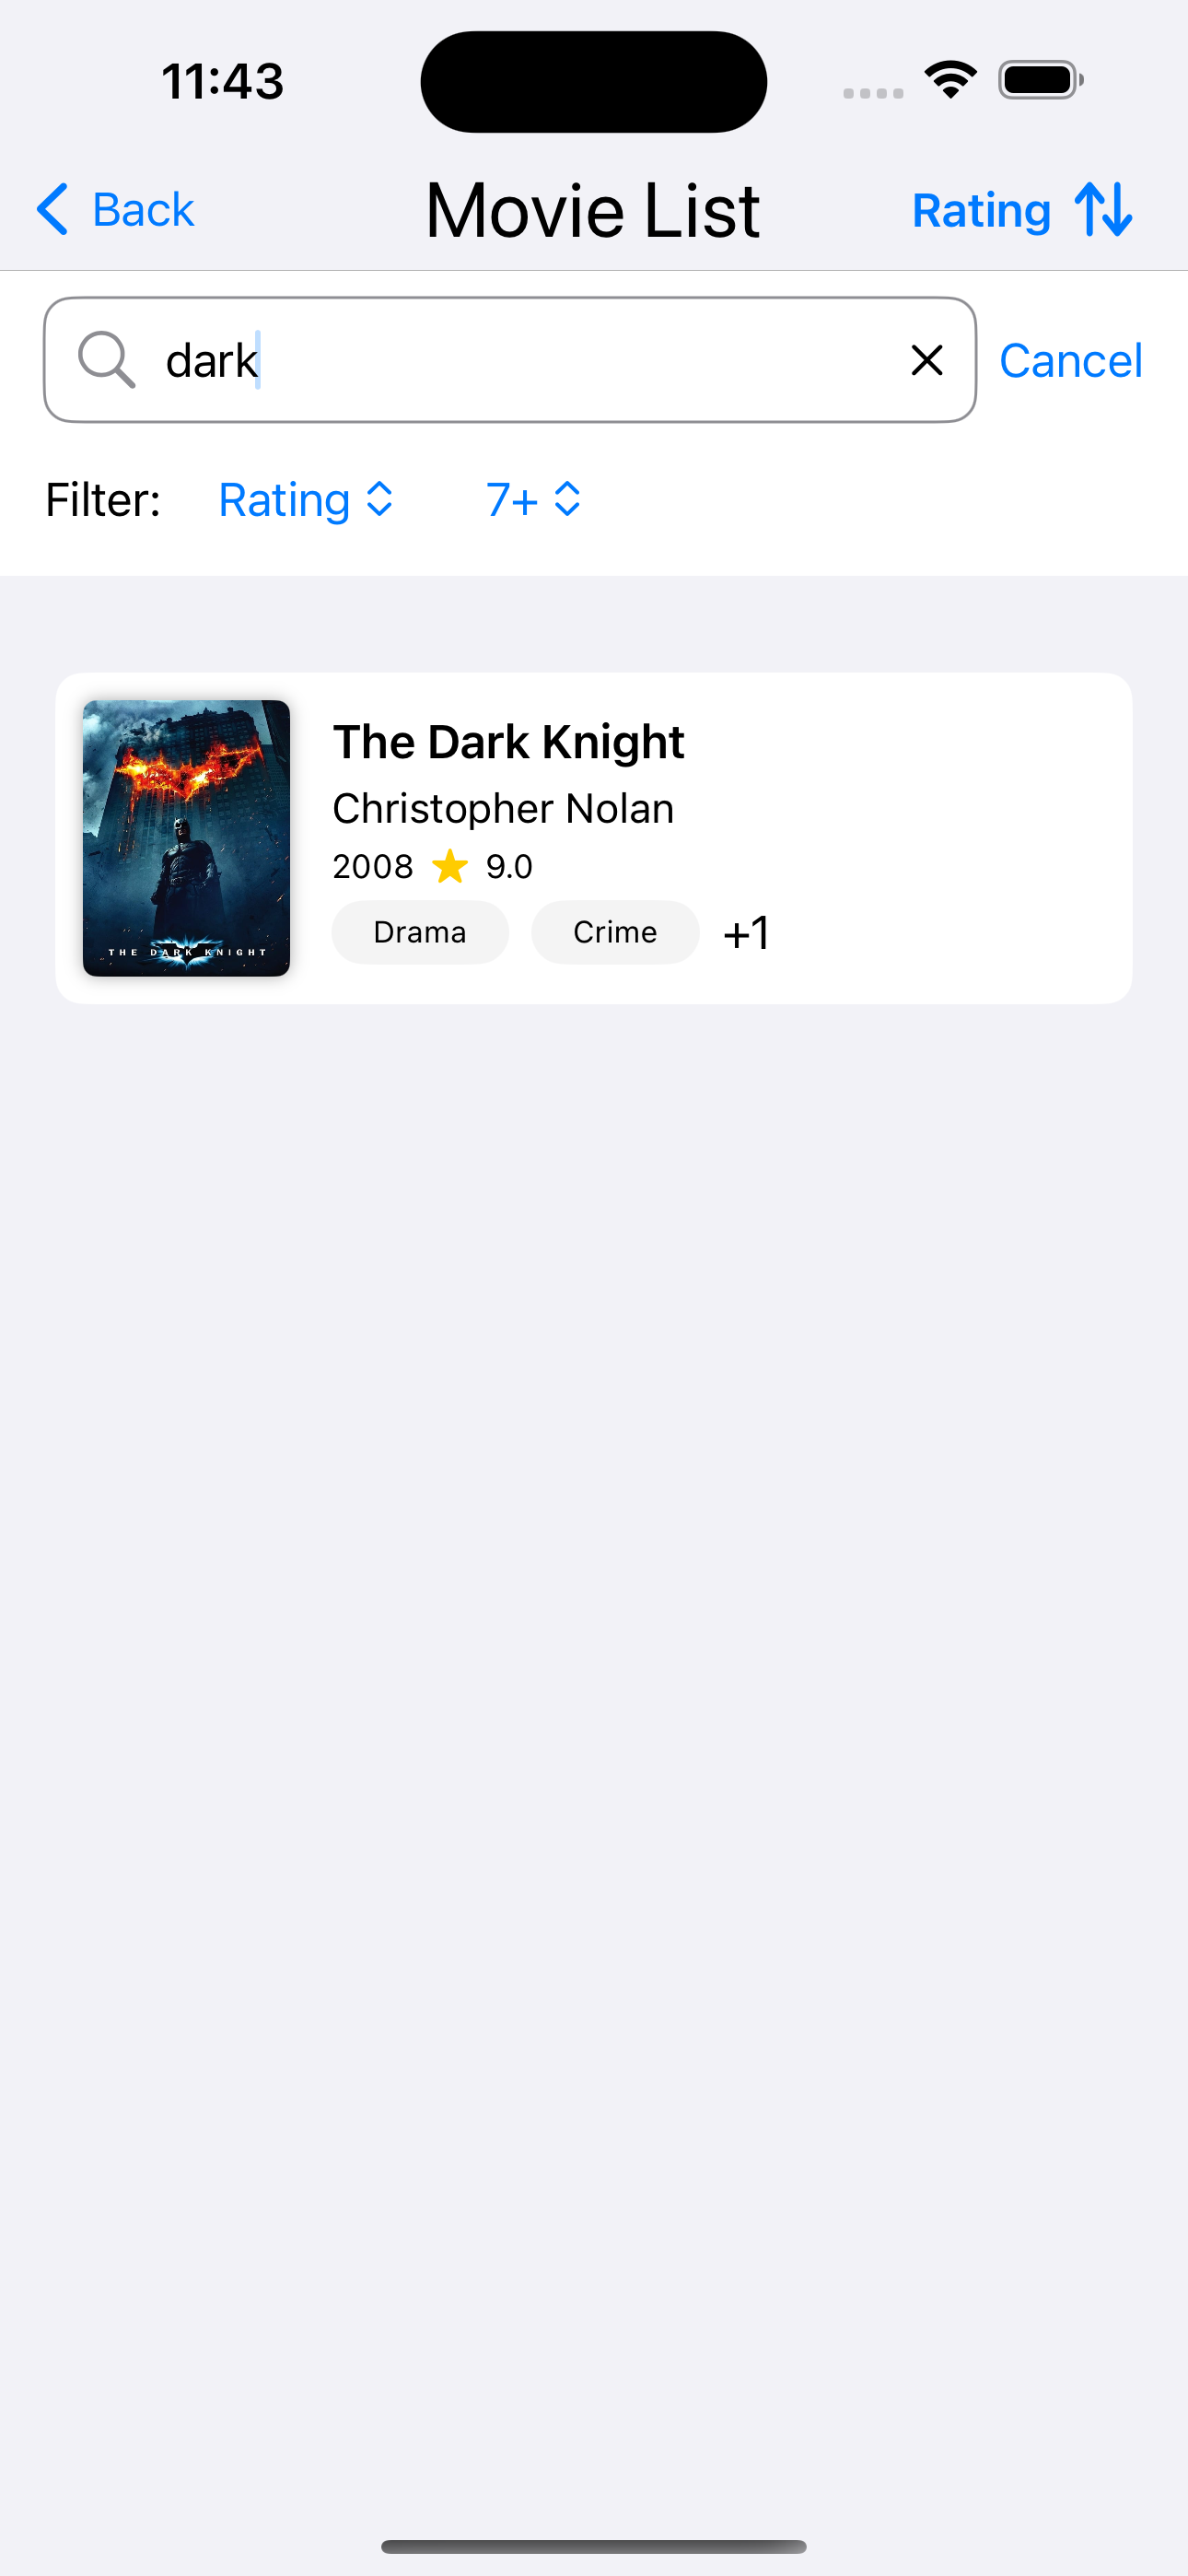 11:43
Back
Movie List
Rating
dark
Cancel
Filter:
Rating
7+
The Dark Knight
Christopher Nolan
2008 9.0
Drama
Crime
+1
THE DARK KNIGHT